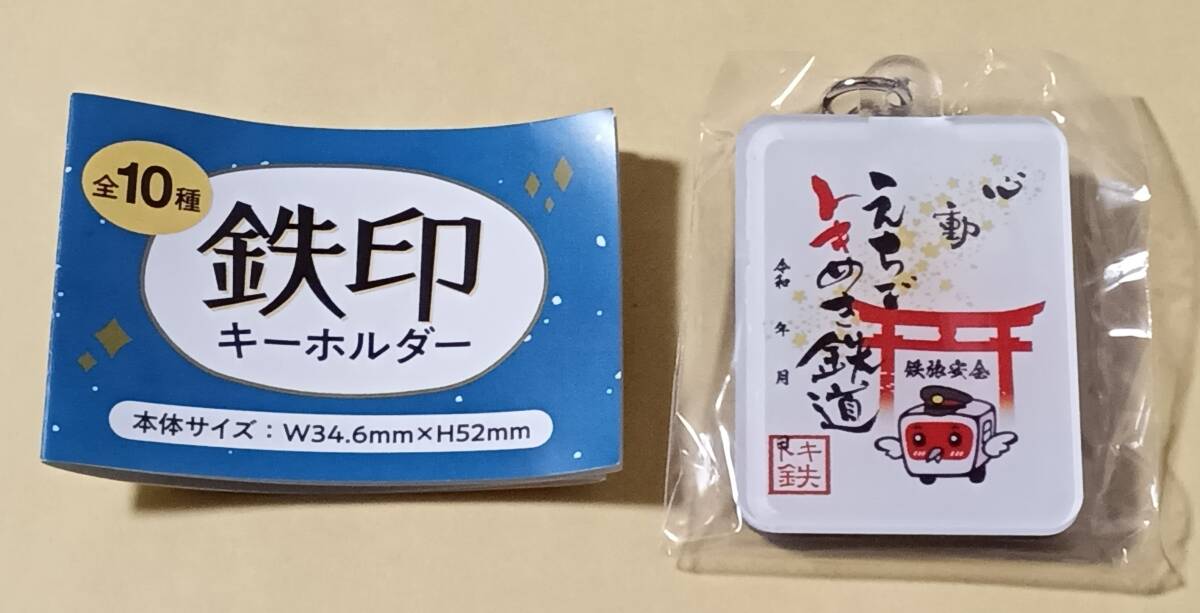 全10種
鉄印
キーホルダー
本体サイズ：W34.6mm×H52mm
心動
えちご
トキめき鉄道
令和 年 月
鉄旅安全
トキ
鉄